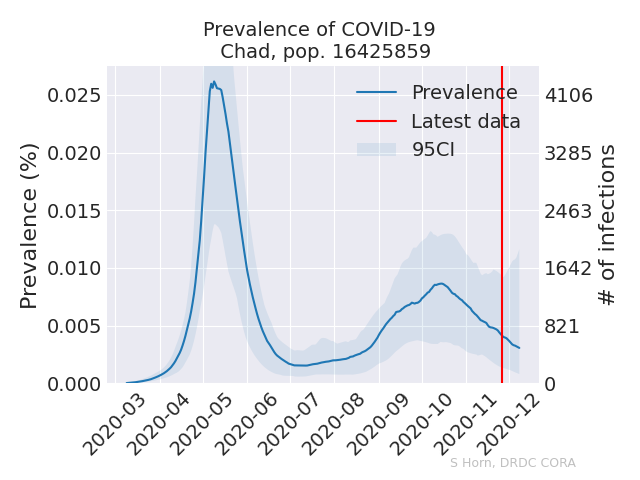 Prevalence of COVID-19
Chad, pop. 16425859
Prevalence (%)
0.025
0.020
0.015
0.010
0.005
0.000
Prevalence
Latest data
95CI
4106
3285
2463
1642
821
0
# of infections
2020-03
2020-04
2020-05
2020-06
2020-07
2020-08
2020-09
2020-10
2020-11
2020-12
S Horn, DRDC CORA